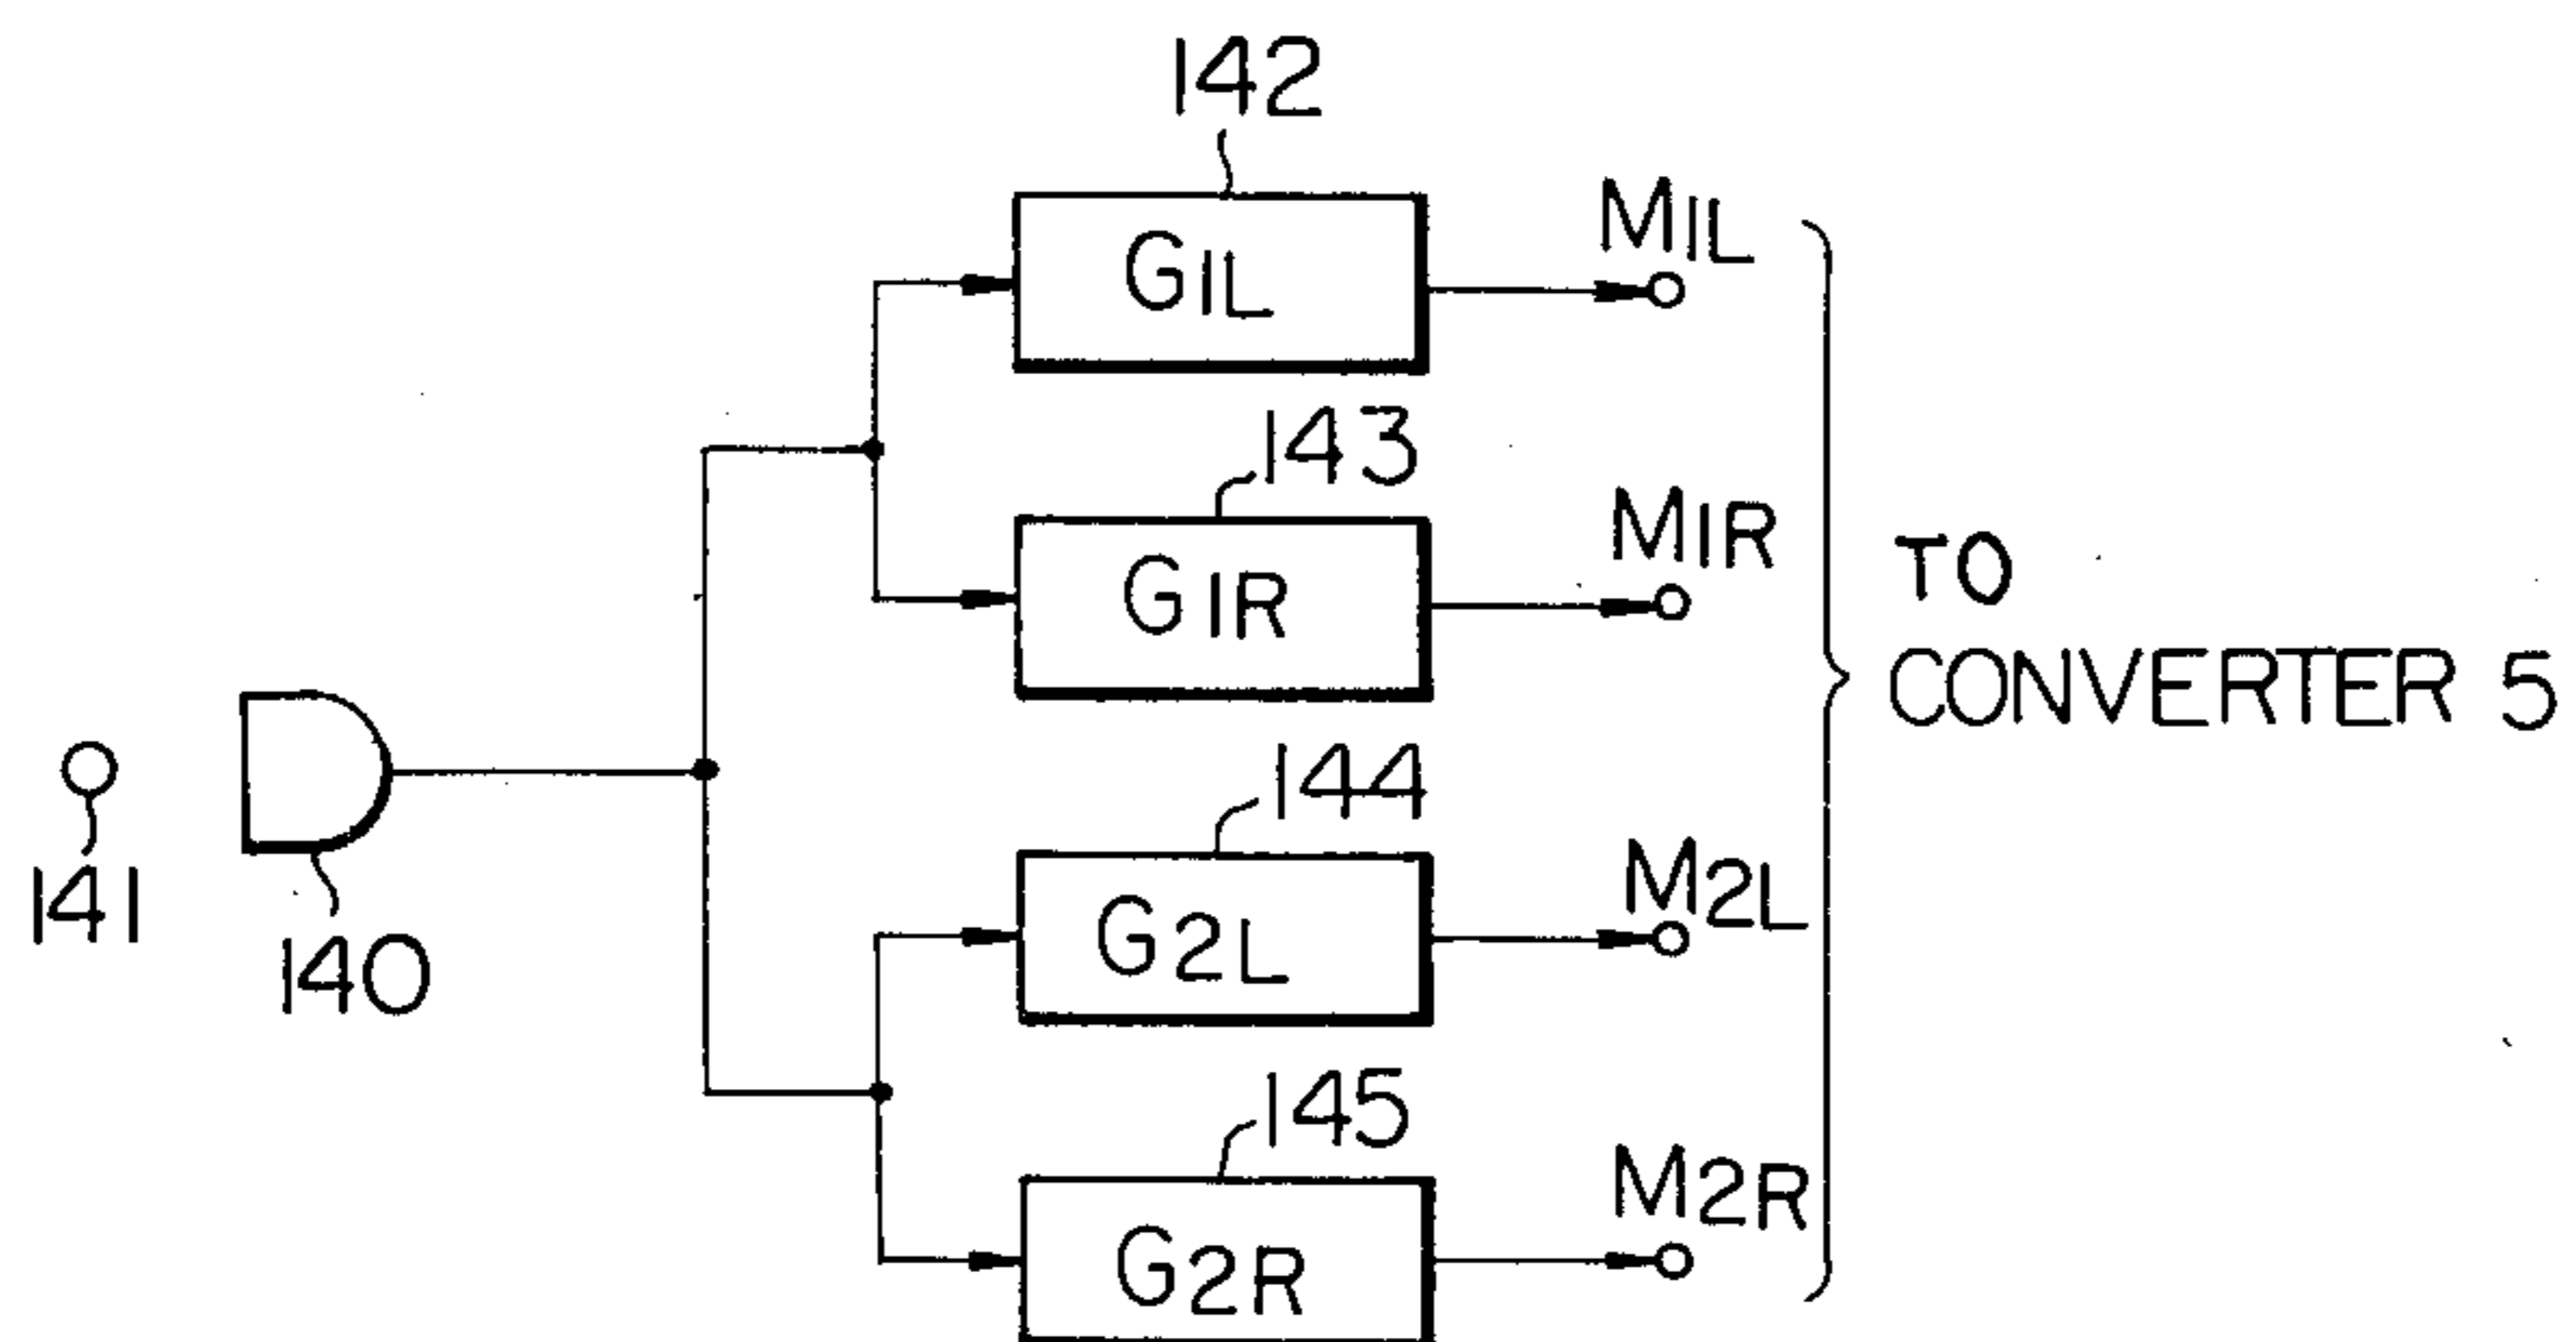 142
G1L
M1L
143
G1R
M1R
TO
CONVERTER 5
141
140
144
G2L
M2L
145
G2R
M2R